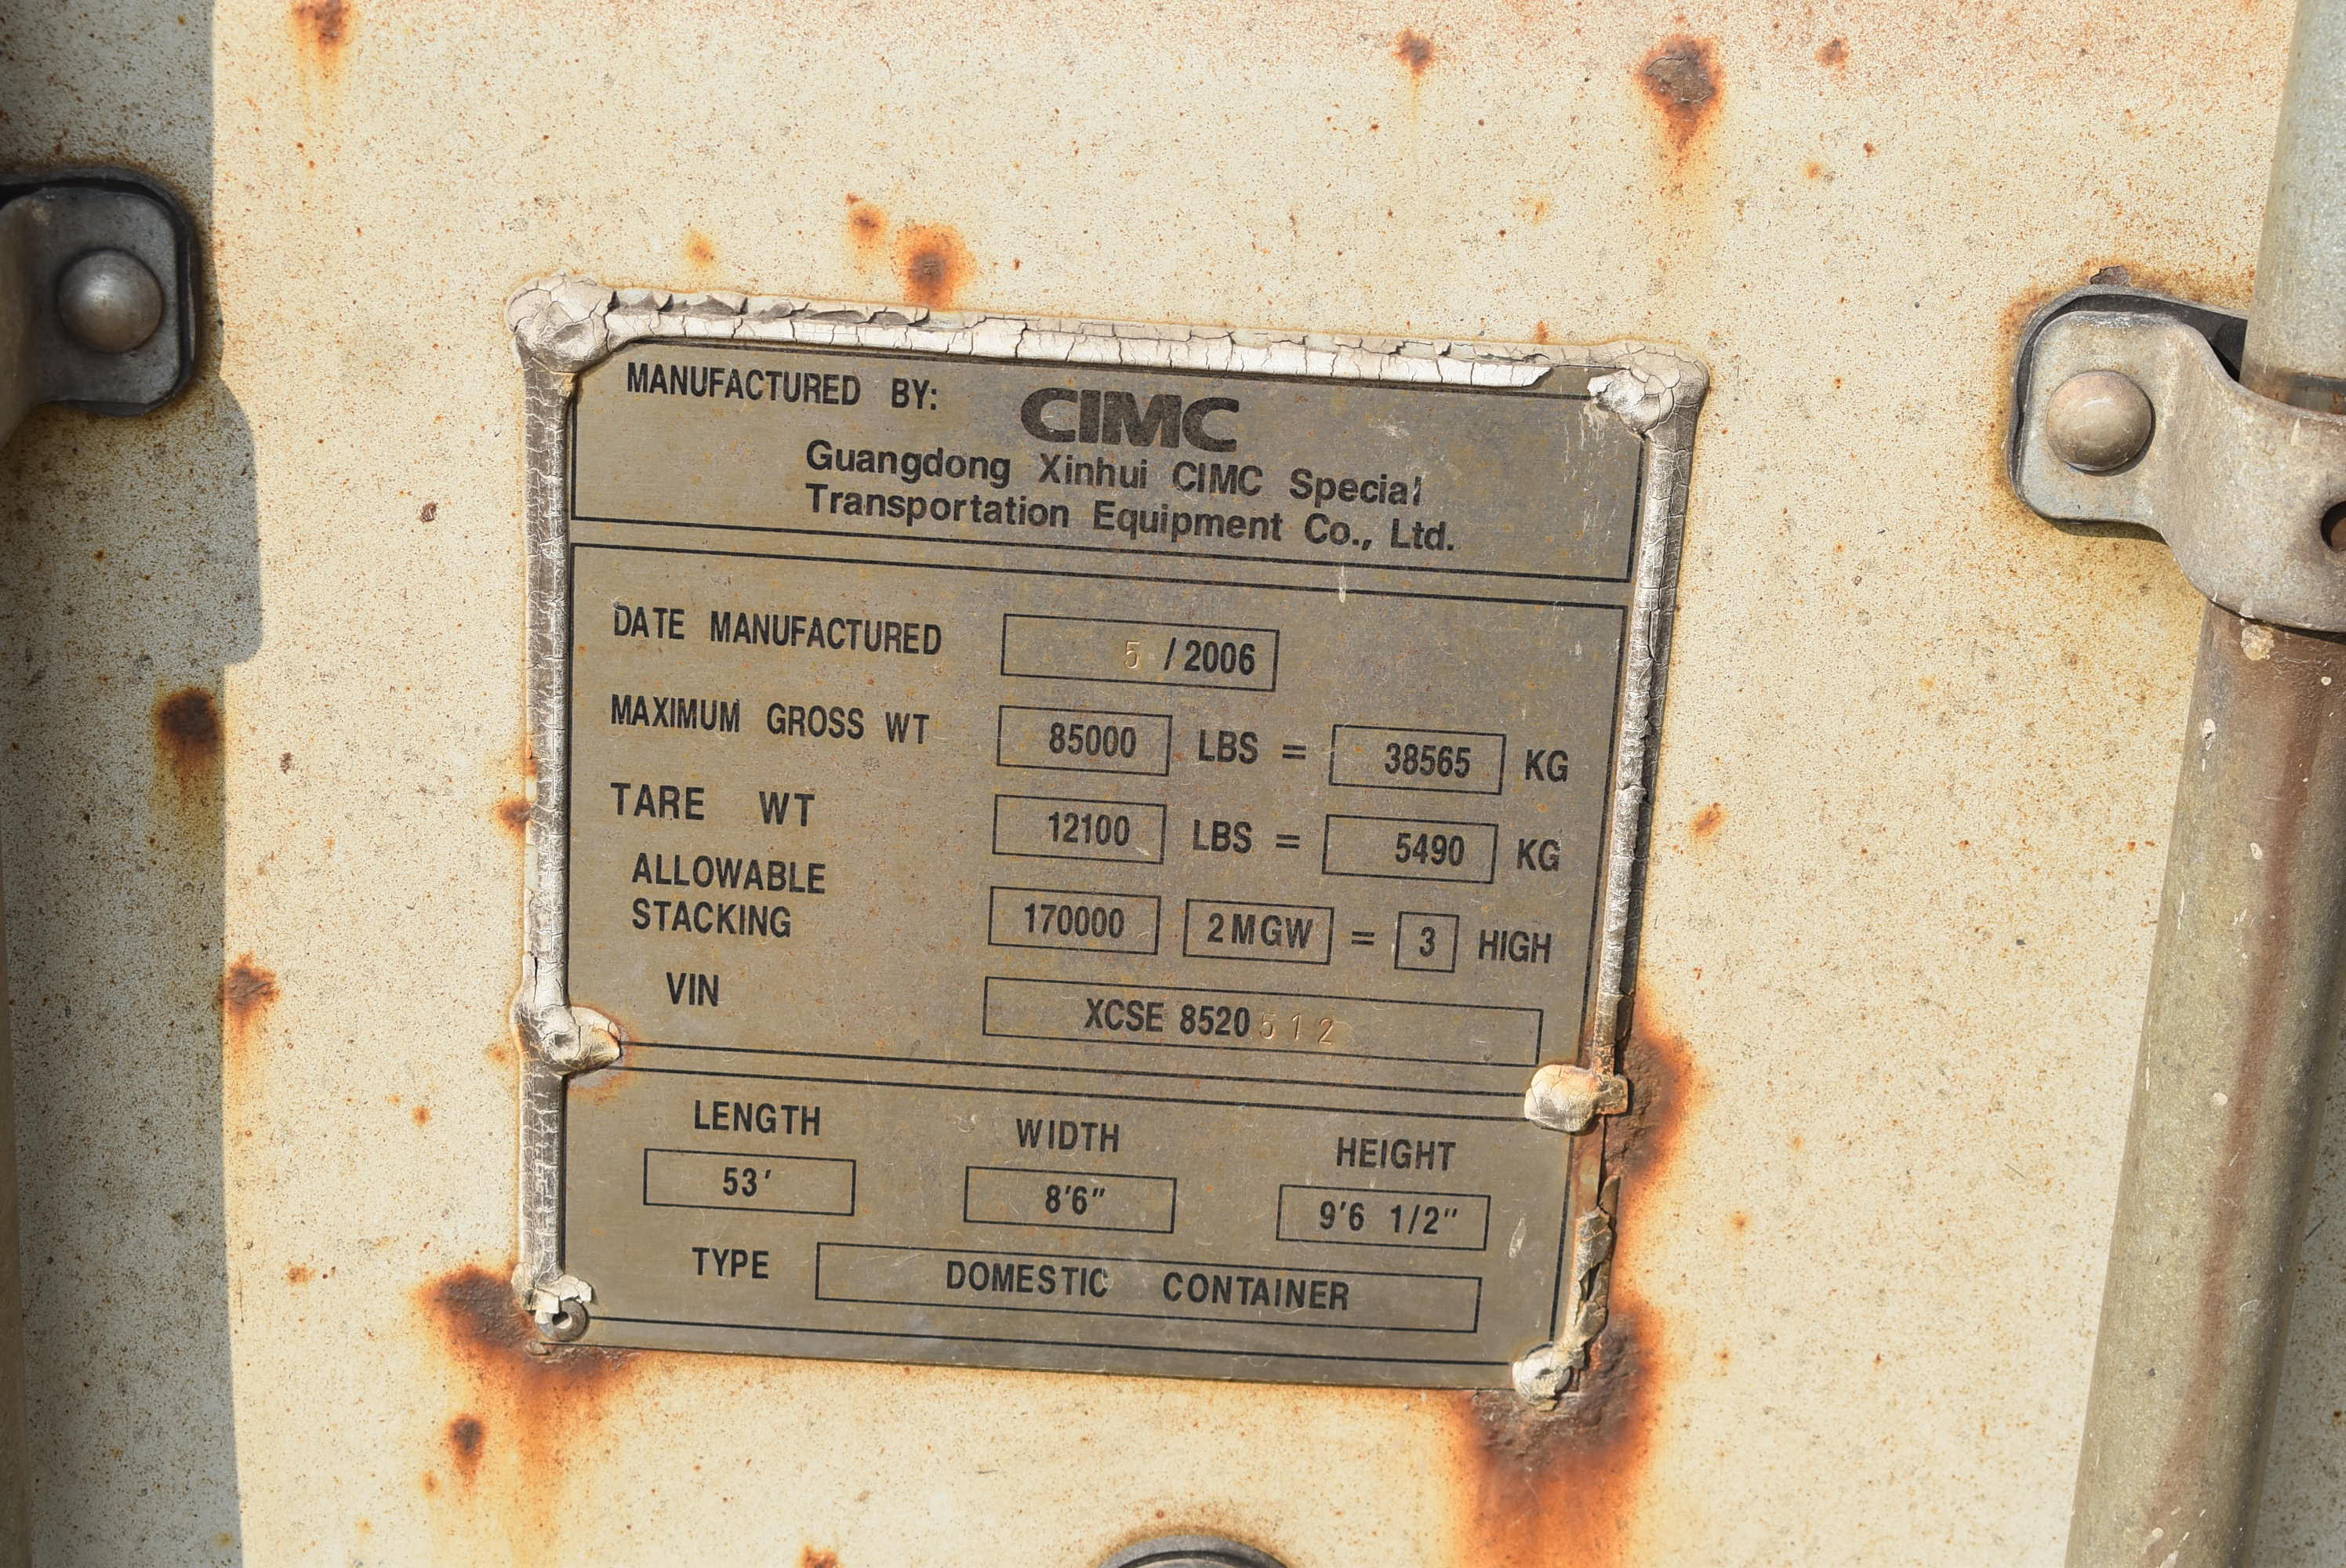 MANUFACTURED BY: CIMC
Guangdong Xinhui CIMC Special
Transportation Equipment Co., Ltd.
DATE MANUFACTURED 5 / 2006
MAXIMUM GROSS WT 85000 LBS = 38565 KG
TARE WT 12100 LBS = 5490 KG
ALLOWABLE
STACKING 170000 2MGW = 3 HIGH
VIN XCSE 8520512
LENGTH WIDTH HEIGHT
53' 8'6" 9'6 1/2"
TYPE DOMESTIC CONTAINER